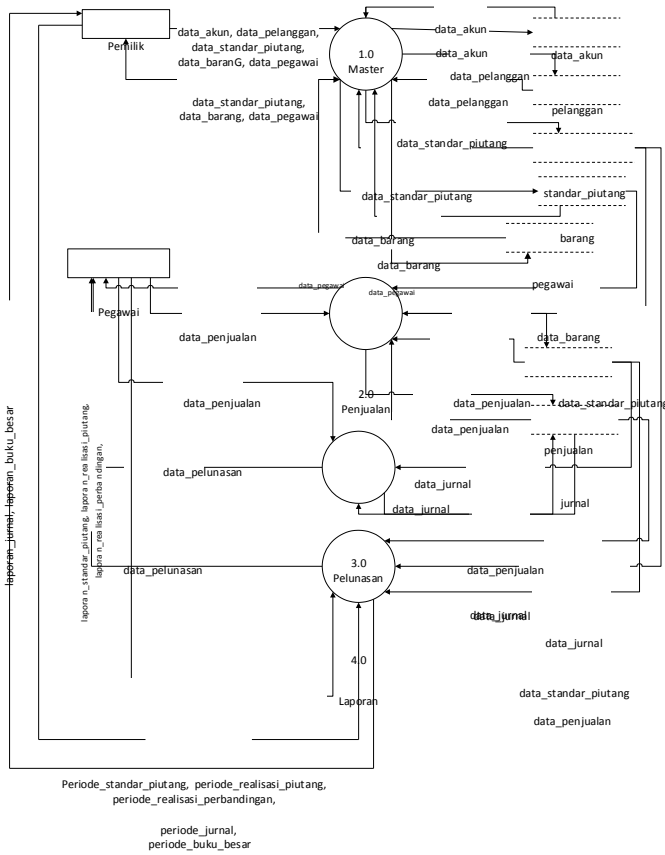 Pemilik
data_akun, data_pelanggan,
data_standar_piutang,
data_baranG, data_pegawai
data_standar_piutang,
data_barang, data_pegawai
1.0
Master
data_akun
data_akun
data_akun
data_pelanggan
data_pelanggan
pelanggan
data_standar_piutang
data_standar_piutang
standar_piutang
data_barang
barang
data_barang
pegawai
data_pegawai
data_pegawai
Pegawai
data_penjualan
data_barang
2.0
Penjualan
data_penjualan
data_penjualan
data_standar_piutang
data_penjualan
penjualan
data_pelunasan
data_jurnal
data_jurnal
jurnal
laporan_jurnal, laporan_buku_besar
laporan_standar_piutang, laporan_realisasi_piutang,
laporan_realisasi_perbandingan,
3.0
Pelunasan
data_pelunasan
data_penjualan
data_jurnal
data_jurnal
data_jurnal
4.0
Laporan
data_standar_piutang
data_penjualan
Periode_standar_piutang, periode_realisasi_piutang,
periode_realisasi_perbandingan,
periode_jurnal,
periode_buku_besar